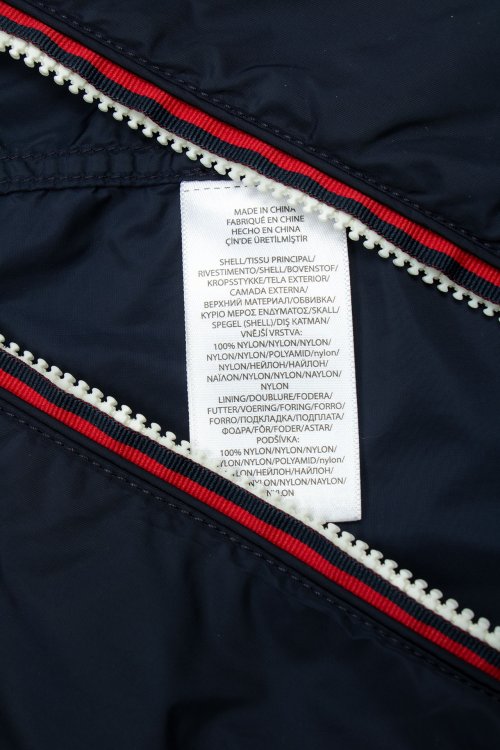 MADE IN CHINA
FABRIQUÉ EN CHINE
HECHO EN CHINA
ÇİN'DE ÜRETİLMİŞTİR
SHELL/TISSU PRINCIPAL/
RIVESTIMENTO/SHELL/BOVENSTOF/
KROPSSTYKKE/TELA EXTERIOR/
CAMADA EXTERNA/
ВЕРХНИЙ МАТЕРИАЛ/ОБВИВКА/
ΚΥΡΙΟ ΜΕΡΟΣ ΕΝΔΥΜΑΤΟΣ/SKALL/
SPEGEL (SHELL)/DIŞ KATMAN/
VNĚJŠÍ VRSTVA:
100% NYLON/NYLON/NYLON/
NYLON/NYLON/POLYAMID/nylon/
NYLON/НЕЙЛОН/НАЙЛОН/
ΝΑΪΛΟΝ/NYLON/NYLON/NAYLON/
NYLON
LINING/DOUBLURE/FODERA/
FUTTER/VOERING/FORING/FORRO/
FORRO/ПОДКЛАДКА/ПОДПЛАТА/
ΦΟΔΡΑ/FÔR/FODER/ASTAR/
PODŠÍVKA:
100% NYLON/NYLON/NYLON/
NYLON/NYLON/POLYAMID/nylon/
NYLON/НЕЙЛОН/НАЙЛОН/
NYLON/NYLON/NAYLON/
NYLON